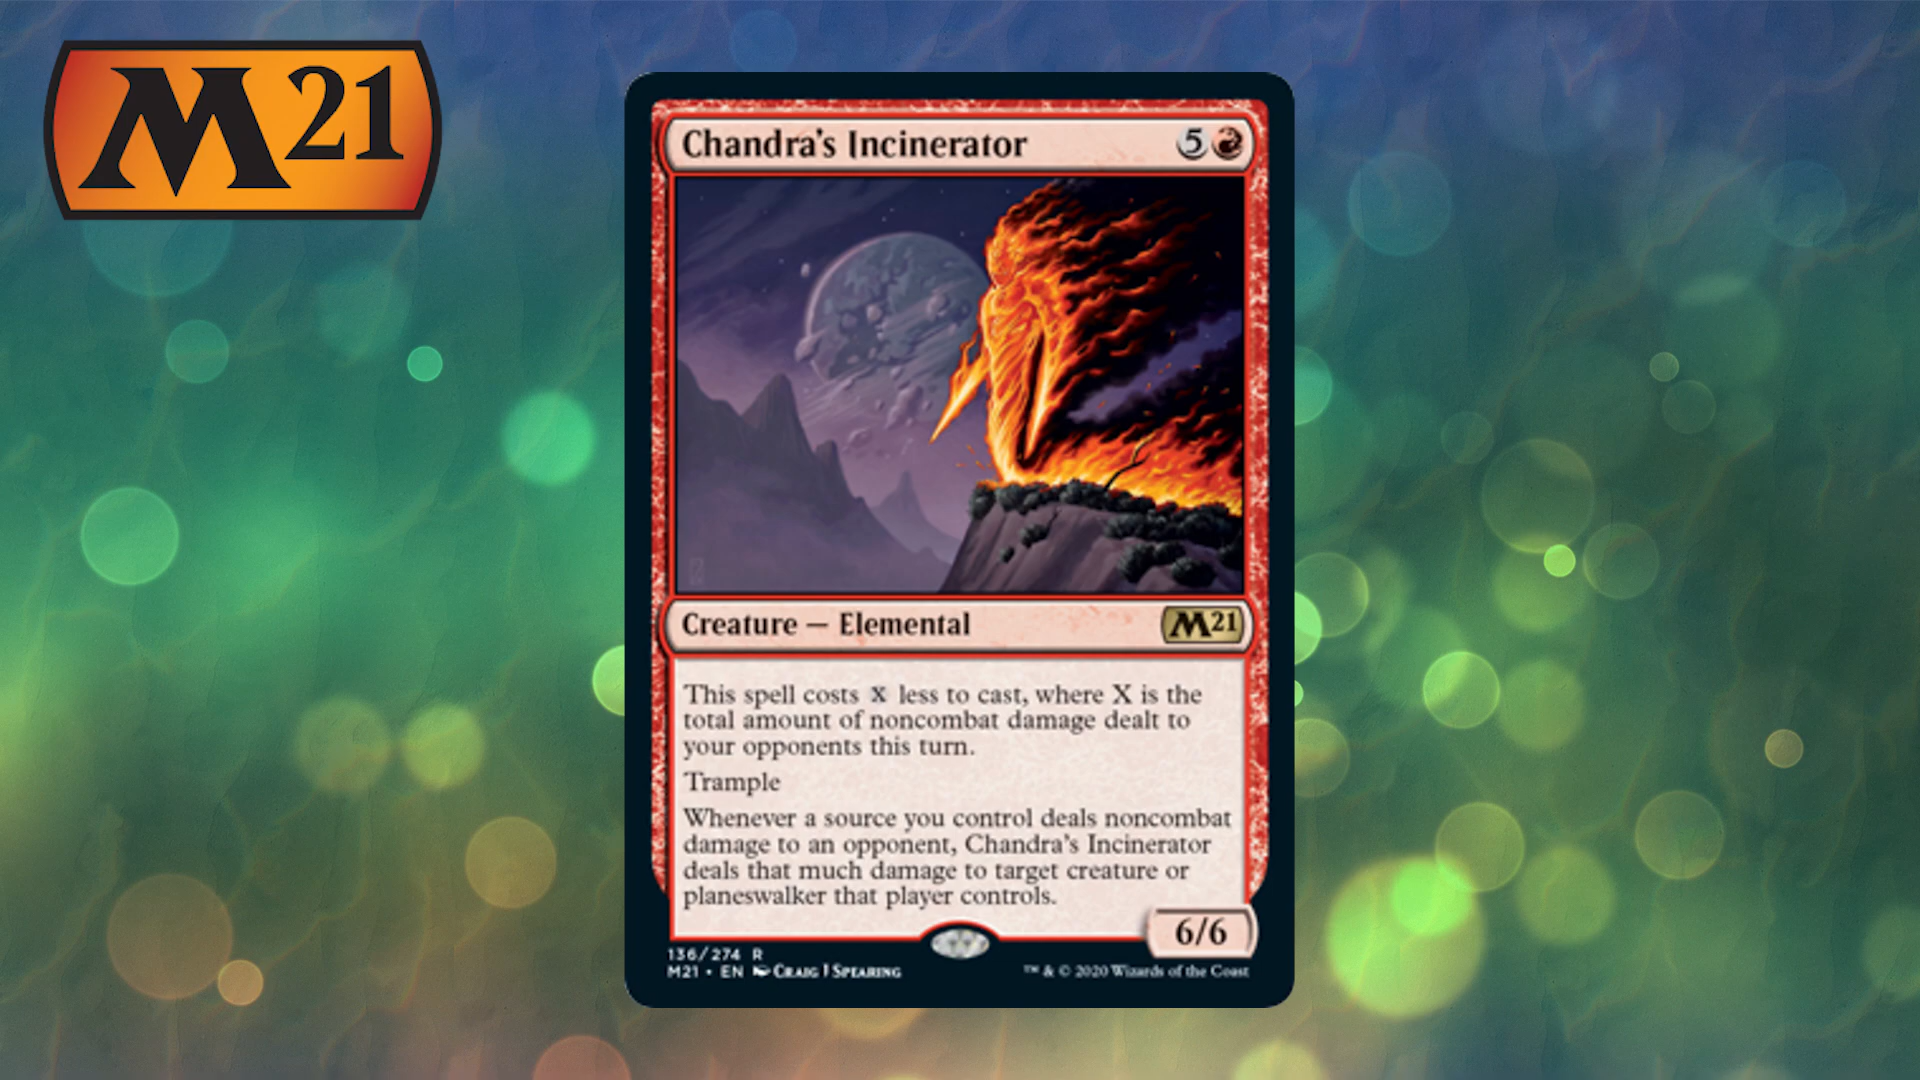 M21
Chandra's Incinerator 5
Creature — Elemental M21
This spell costs X less to cast, where X is the
total amount of noncombat damage dealt to
your opponents this turn.
Trample
Whenever a source you control deals noncombat
damage to an opponent, Chandra's Incinerator
deals that much damage to target creature or
planeswalker that player controls.
6/6
136/274 R
M21 • EN Craig J Spearing
™ & © 2020 Wizards of the Coast